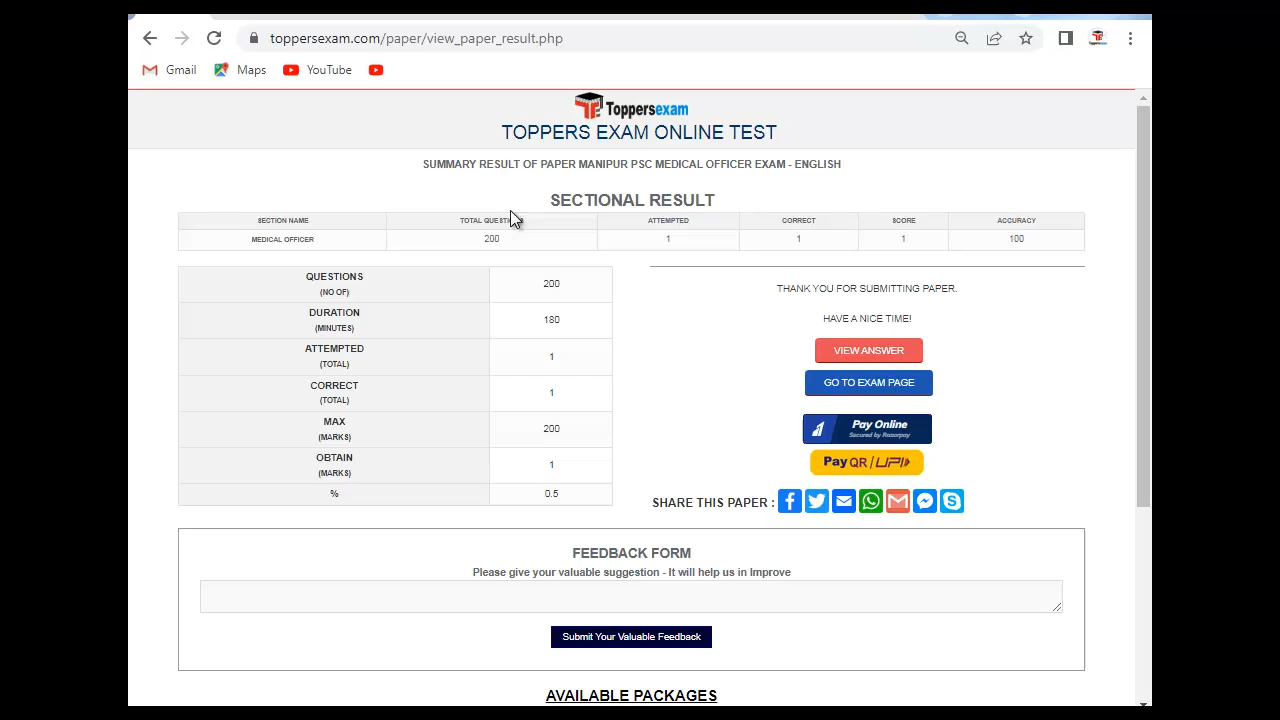 toppersexam.com/paper/view_paper_result.php
Gmail Maps YouTube
Toppersexam
TOPPERS EXAM ONLINE TEST
SUMMARY RESULT OF PAPER MANIPUR PSC MEDICAL OFFICER EXAM - ENGLISH
SECTIONAL RESULT
SECTION NAME TOTAL ATTEMPTED CORRECT SCORE ACCURACY
MEDICAL OFFICER 200 1 1 1 100
QUESTIONS
(NO OF)
200
DURATION
(MINUTES)
180
ATTEMPTED
(TOTAL)
1
CORRECT
(TOTAL)
1
MAX
(MARKS)
200
OBTAIN
(MARKS)
1
% 0.5
THANK YOU FOR SUBMITTING PAPER.
HAVE A NICE TIME!
VIEW ANSWER
GO TO EXAM PAGE
Pay Online
Secured by Razorpay
Pay QR/UPI
SHARE THIS PAPER :
FEEDBACK FORM
Please give your valuable suggestion - It will help us in Improve
Submit Your Valuable Feedback
AVAILABLE PACKAGES